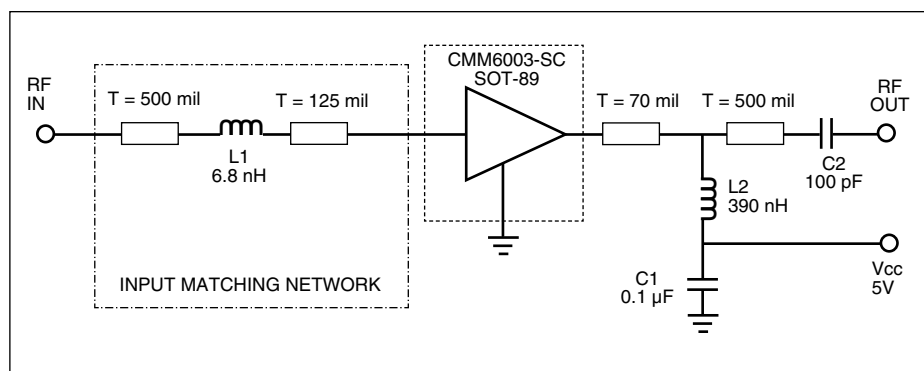 CMM6003-SC
SOT-89
RF
IN
T = 500 mil
T = 125 mil
T = 70 mil
T = 500 mil
RF
OUT
L1
6.8 nH
C2
100 pF
L2
390 nH
INPUT MATCHING NETWORK
C1
0.1 µF
Vcc
5V